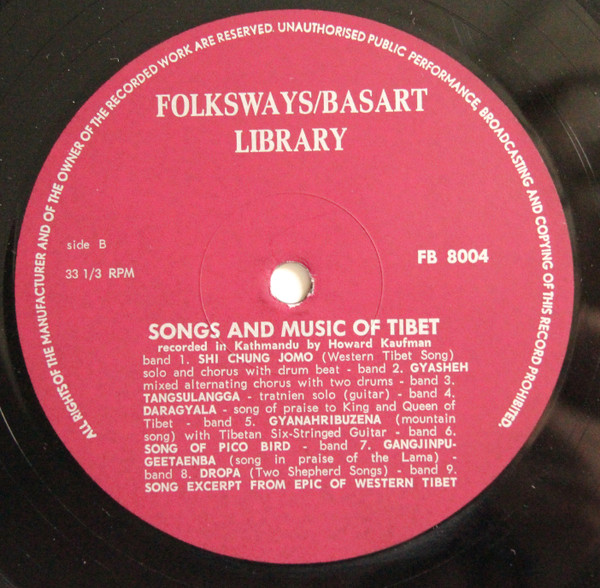 ALL RIGHTS OF THE MANUFACTURER AND OF THE OWNER OF THE RECORDED WORK ARE RESERVED. UNAUTHORISED PUBLIC PERFORMANCE, BROADCASTING AND COPYING OF THIS RECORD PROHIBITED.
FOLKSWAYS/BASART
LIBRARY
side B
33 1/3 RPM
FB 8004
SONGS AND MUSIC OF TIBET
recorded in Kathmandu by Howard Kaufman
band 1. SHI CHUNG JOMO (Western Tibet Song)
solo and chorus with drum beat - band 2. GYASHEH
mixed alternating chorus with two drums - band 3.
TANGSULANGGA - tratnien solo (guitar) - band 4.
DARAGYALA - song of praise to King and Queen of
Tibet - band 5. GYANAHRIBUZENA (mountain
song) with Tibetan Six-Stringed Guitar - band 6.
SONG OF PICO BIRD - band 7. GANGJINPU-
GEETAENBA (song in praise of the Lama) -
band 8. DROPA (Two Shepherd Songs) - band 9.
SONG EXCERPT FROM EPIC OF WESTERN TIBET